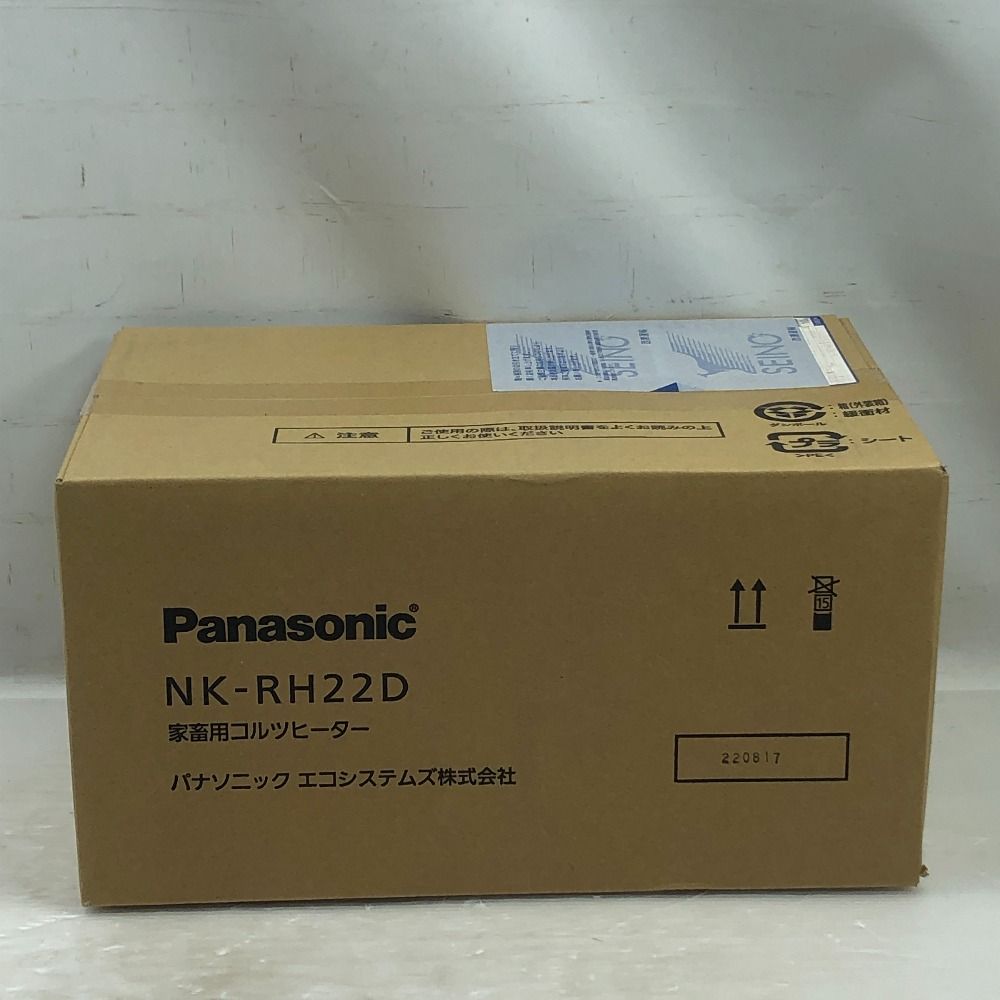 SEINO
SEINO
注意
ご使用の際は、取扱説明書をよくお読みの上
正しくお使いください
ダンボール
：箱(外装箱)
：緩衝材
PE
：シート
Panasonic®
NK-RH22D
家畜用コルツヒーター
パナソニック エコシステムズ株式会社
15
220817